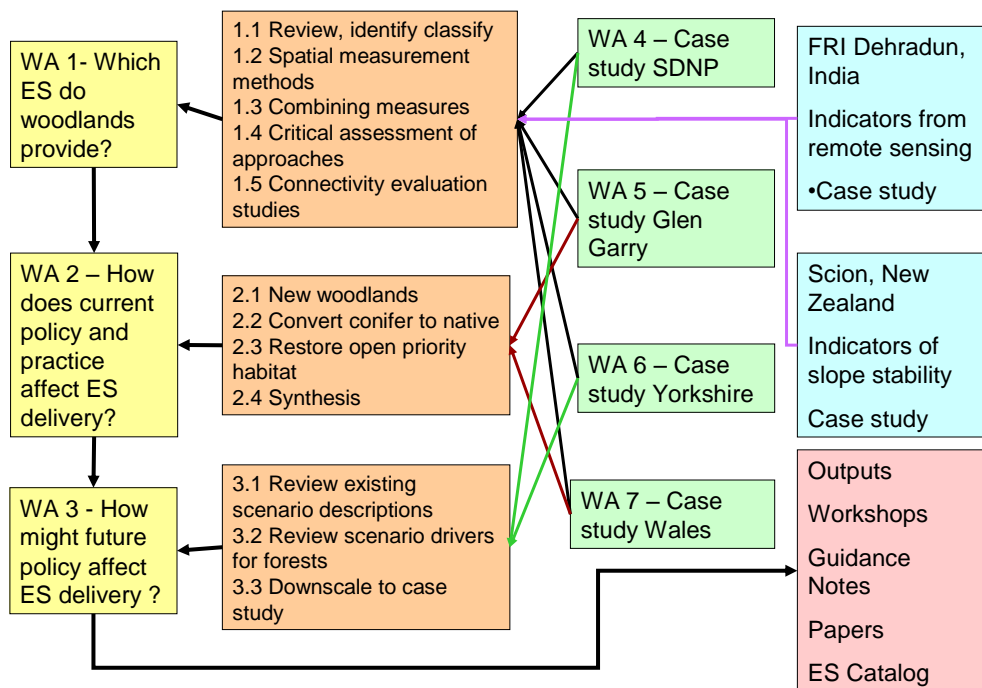 WA 1- Which
ES do
woodlands
provide?
WA 2 – How
does current
policy and
practice
affect ES
delivery?
WA 3 - How
might future
policy affect
ES delivery ?
1.1 Review, identify classify
1.2 Spatial measurement
methods
1.3 Combining measures
1.4 Critical assessment of
approaches
1.5 Connectivity evaluation
studies
2.1 New woodlands
2.2 Convert conifer to native
2.3 Restore open priority
habitat
2.4 Synthesis
3.1 Review existing
scenario descriptions
3.2 Review scenario drivers
for forests
3.3 Downscale to case
study
WA 4 – Case
study SDNP
WA 5 – Case
study Glen
Garry
WA 6 – Case
study Yorkshire
WA 7 – Case
study Wales
FRI Dehradun,
India
Indicators from
remote sensing
•Case study
Scion, New
Zealand
Indicators of
slope stability
Case study
Outputs
Workshops
Guidance
Notes
Papers
ES Catalog